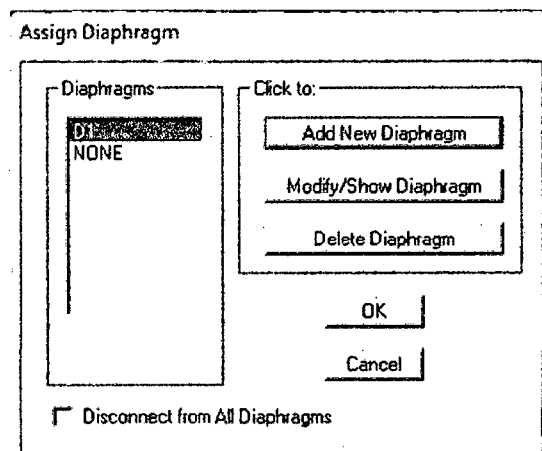 Assign Diaphragm
Diaphragms
D1
NONE
Click to:
Add New Diaphragm
Modify/Show Diaphragm
Delete Diaphragm
OK
Cancel
Disconnect from All Diaphragms